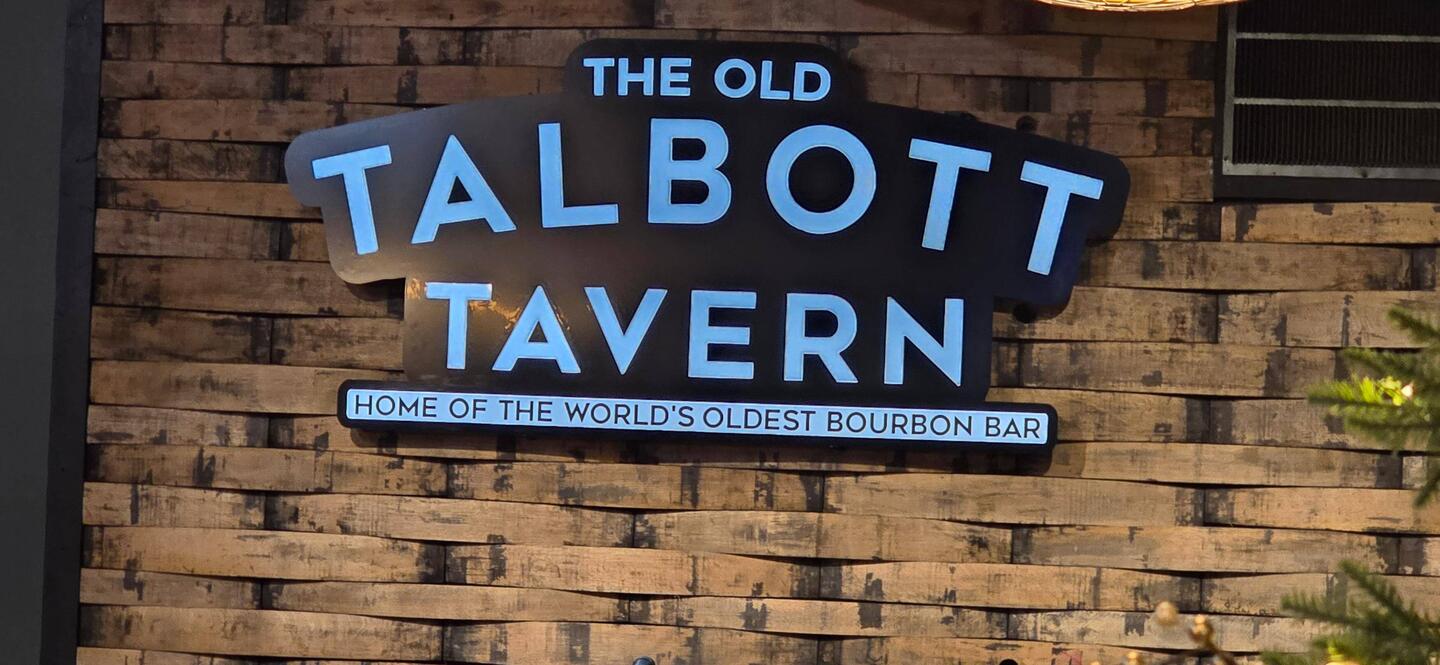 THE OLD
TALBOTT
TAVERN
HOME OF THE WORLD'S OLDEST BOURBON BAR